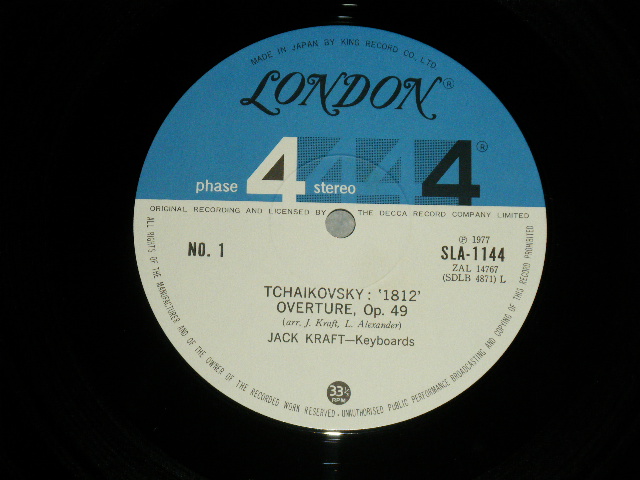 MADE IN JAPAN BY KING RECORD CO., LTD.
LONDON ®
phase 4 stereo 4 4 4 ®
ORIGINAL RECORDING AND LICENSED BY THE DECCA RECORD COMPANY LIMITED
NO. 1
℗ 1977
SLA-1144
ZAL 14767
(SDLB 4871) L
TCHAIKOVSKY: '1812'
OVERTURE, Op. 49
(arr. J. Kraft, L. Alexander)
JACK KRAFT—Keyboards
33⅓
RPM
ALL RIGHTS OF THE MANUFACTURER AND OF THE OWNER OF THE RECORDED WORK RESERVED · UNAUTHORISED PUBLIC PERFORMANCE BROADCASTING AND COPYING OF THIS RECORD PROHIBITED